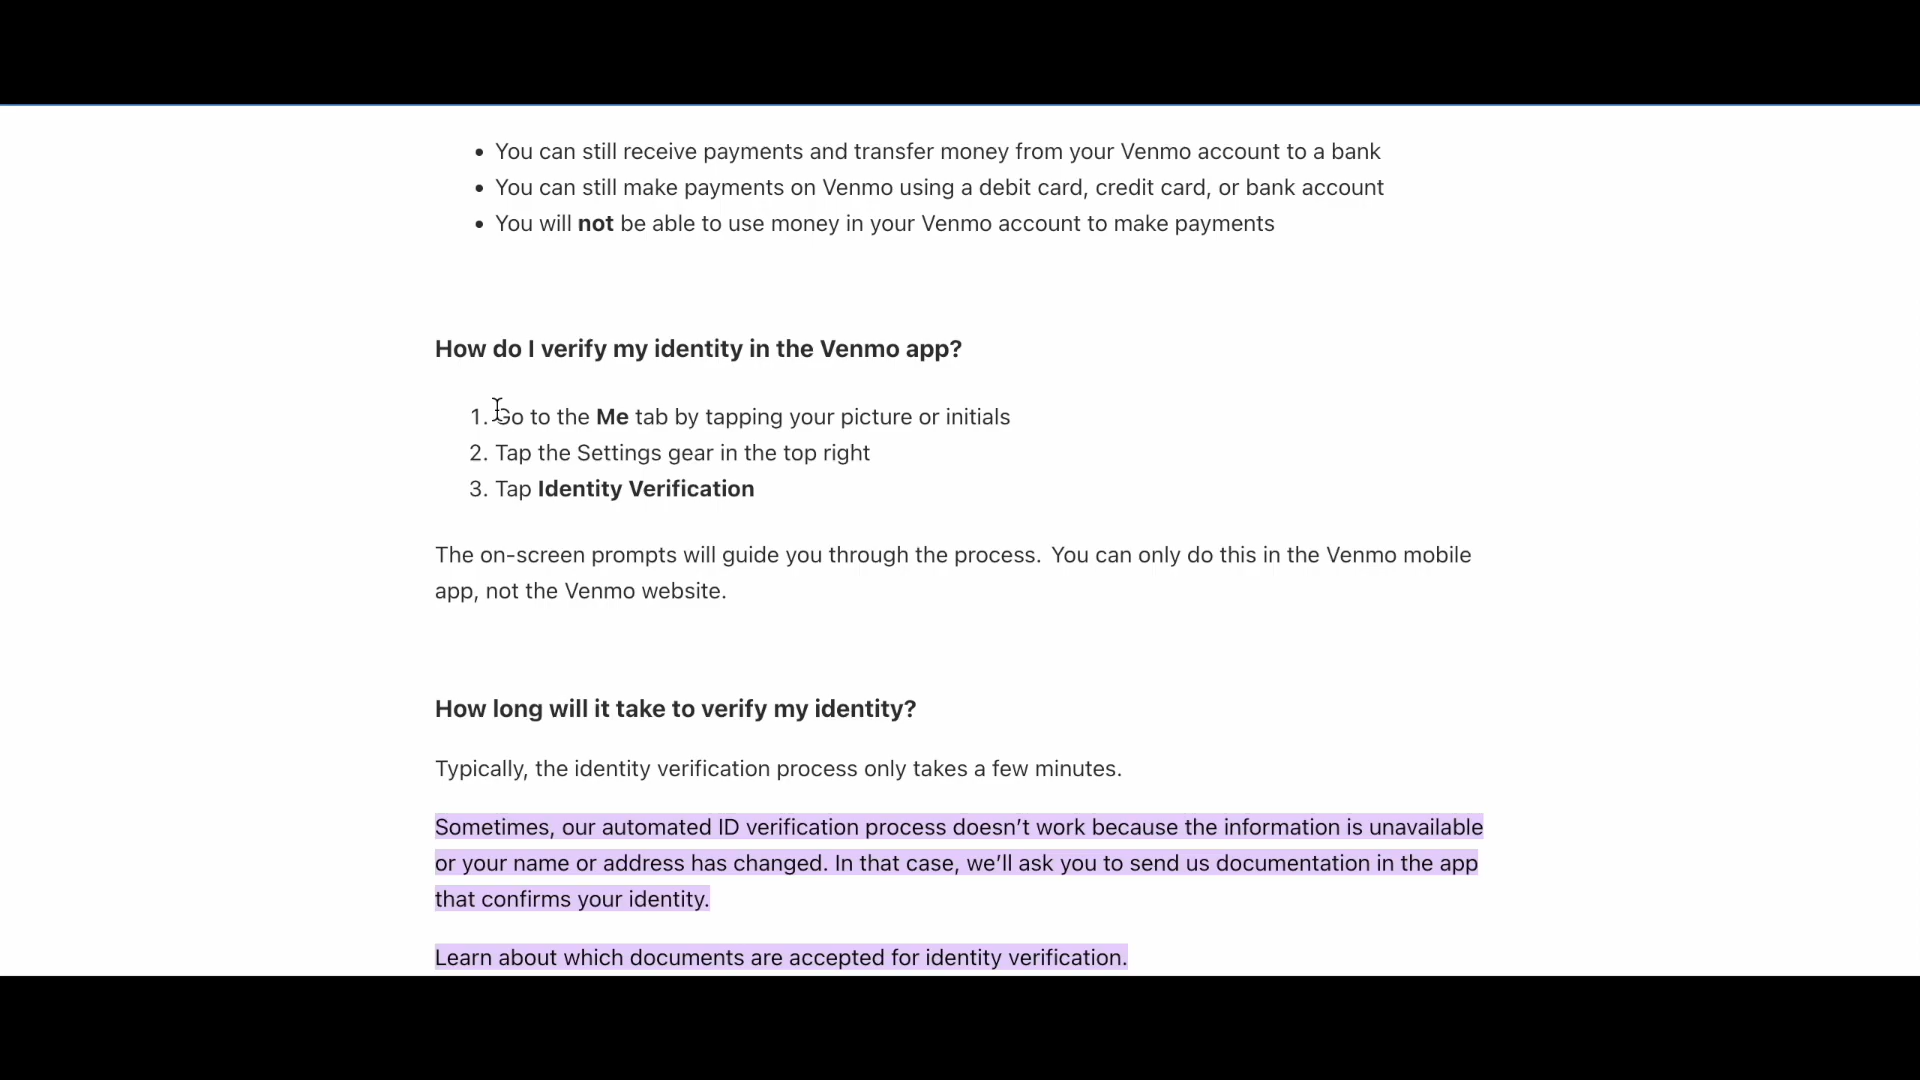 • You can still receive payments and transfer money from your Venmo account to a bank
• You can still make payments on Venmo using a debit card, credit card, or bank account
• You will not be able to use money in your Venmo account to make payments
How do I verify my identity in the Venmo app?
1. Go to the Me tab by tapping your picture or initials
2. Tap the Settings gear in the top right
3. Tap Identity Verification
The on-screen prompts will guide you through the process. You can only do this in the Venmo mobile
app, not the Venmo website.
How long will it take to verify my identity?
Typically, the identity verification process only takes a few minutes.
Sometimes, our automated ID verification process doesn’t work because the information is unavailable
or your name or address has changed. In that case, we’ll ask you to send us documentation in the app
that confirms your identity.
Learn about which documents are accepted for identity verification.